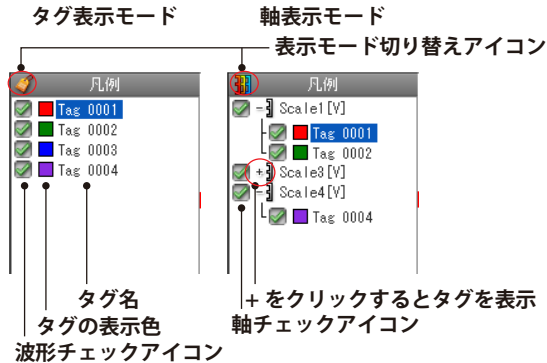 タグ表示モード
軸表示モード
表示モード切り替えアイコン
凡例
Tag 0001
Tag 0002
Tag 0003
Tag 0004
凡例
Scale1[V]
Tag 0001
Tag 0002
Scale3[V]
Scale4[V]
Tag 0004
タグ名
タグの表示色
波形チェックアイコン
+ をクリックするとタグを表示
軸チェックアイコン